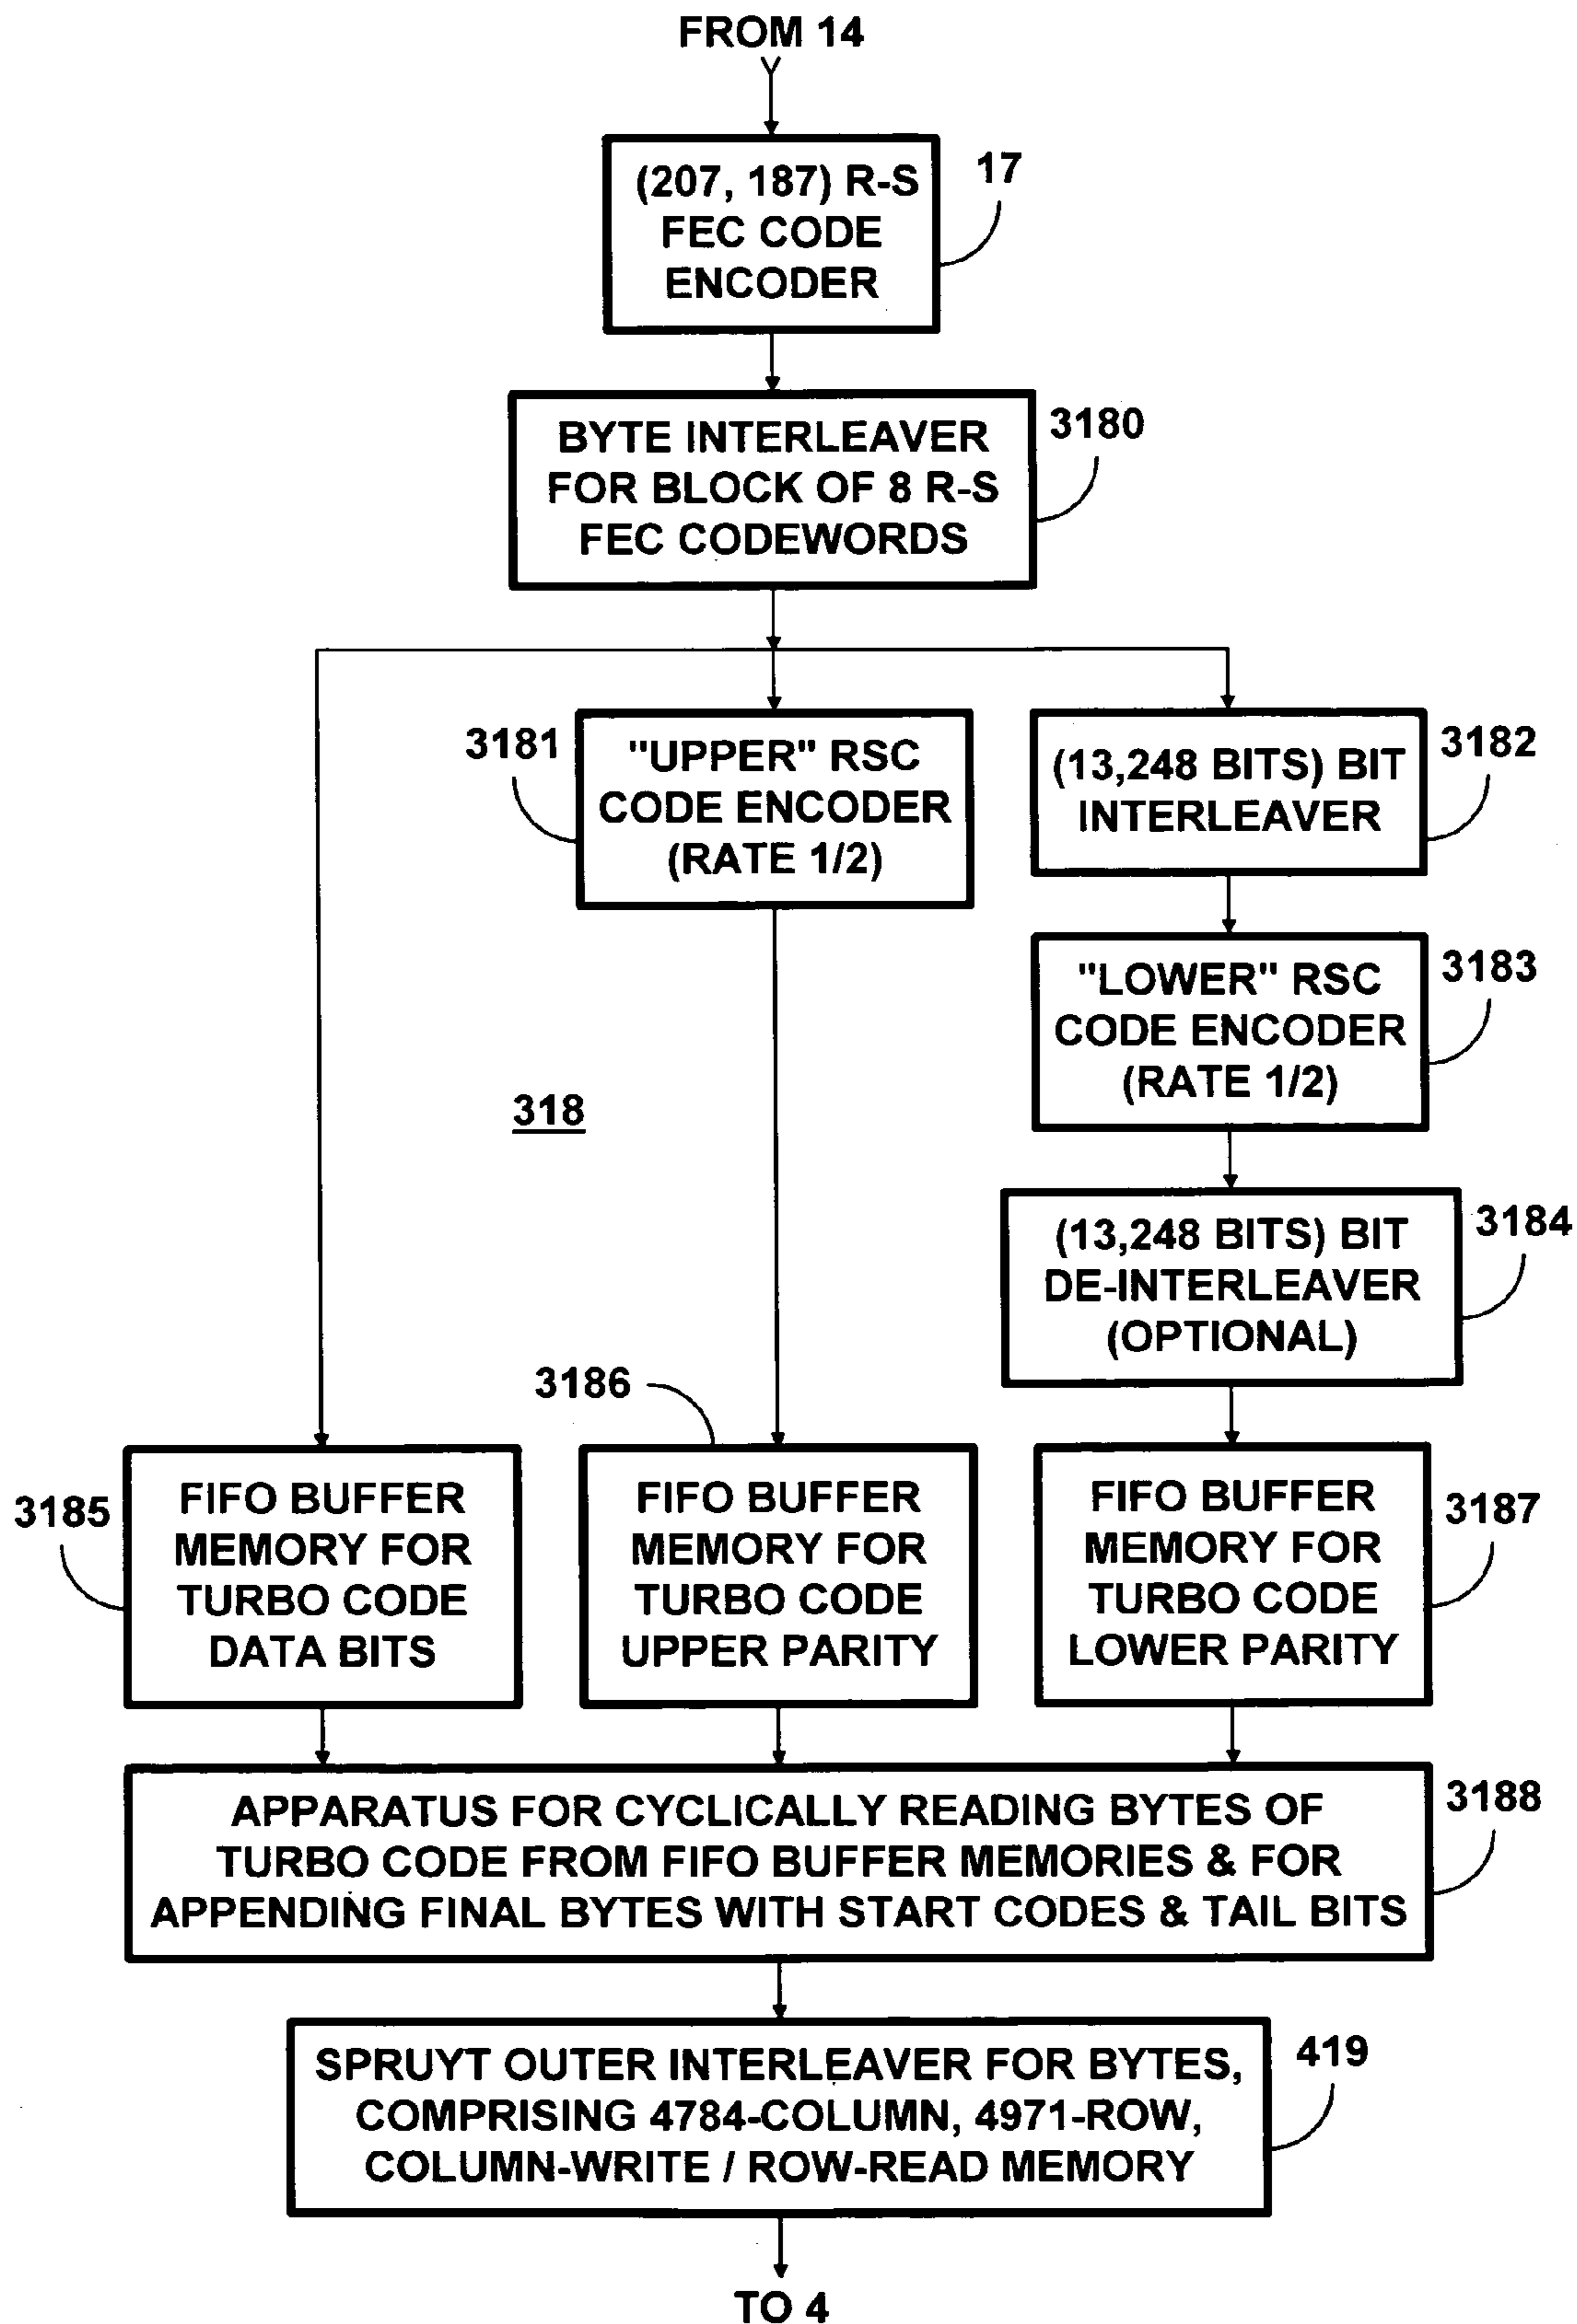 FROM 14
(207, 187) R-S
FEC CODE
ENCODER
17
BYTE INTERLEAVER
FOR BLOCK OF 8 R-S
FEC CODEWORDS
3180
3181
"UPPER" RSC
CODE ENCODER
(RATE 1/2)
(13,248 BITS) BIT
INTERLEAVER
3182
"LOWER" RSC
CODE ENCODER
(RATE 1/2)
3183
318
(13,248 BITS) BIT
DE-INTERLEAVER
(OPTIONAL)
3184
3185
FIFO BUFFER
MEMORY FOR
TURBO CODE
DATA BITS
3186
FIFO BUFFER
MEMORY FOR
TURBO CODE
UPPER PARITY
FIFO BUFFER
MEMORY FOR
TURBO CODE
LOWER PARITY
3187
APPARATUS FOR CYCLICALLY READING BYTES OF
TURBO CODE FROM FIFO BUFFER MEMORIES & FOR
APPENDING FINAL BYTES WITH START CODES & TAIL BITS
3188
SPRUYT OUTER INTERLEAVER FOR BYTES,
COMPRISING 4784-COLUMN, 4971-ROW,
COLUMN-WRITE / ROW-READ MEMORY
419
TO 4